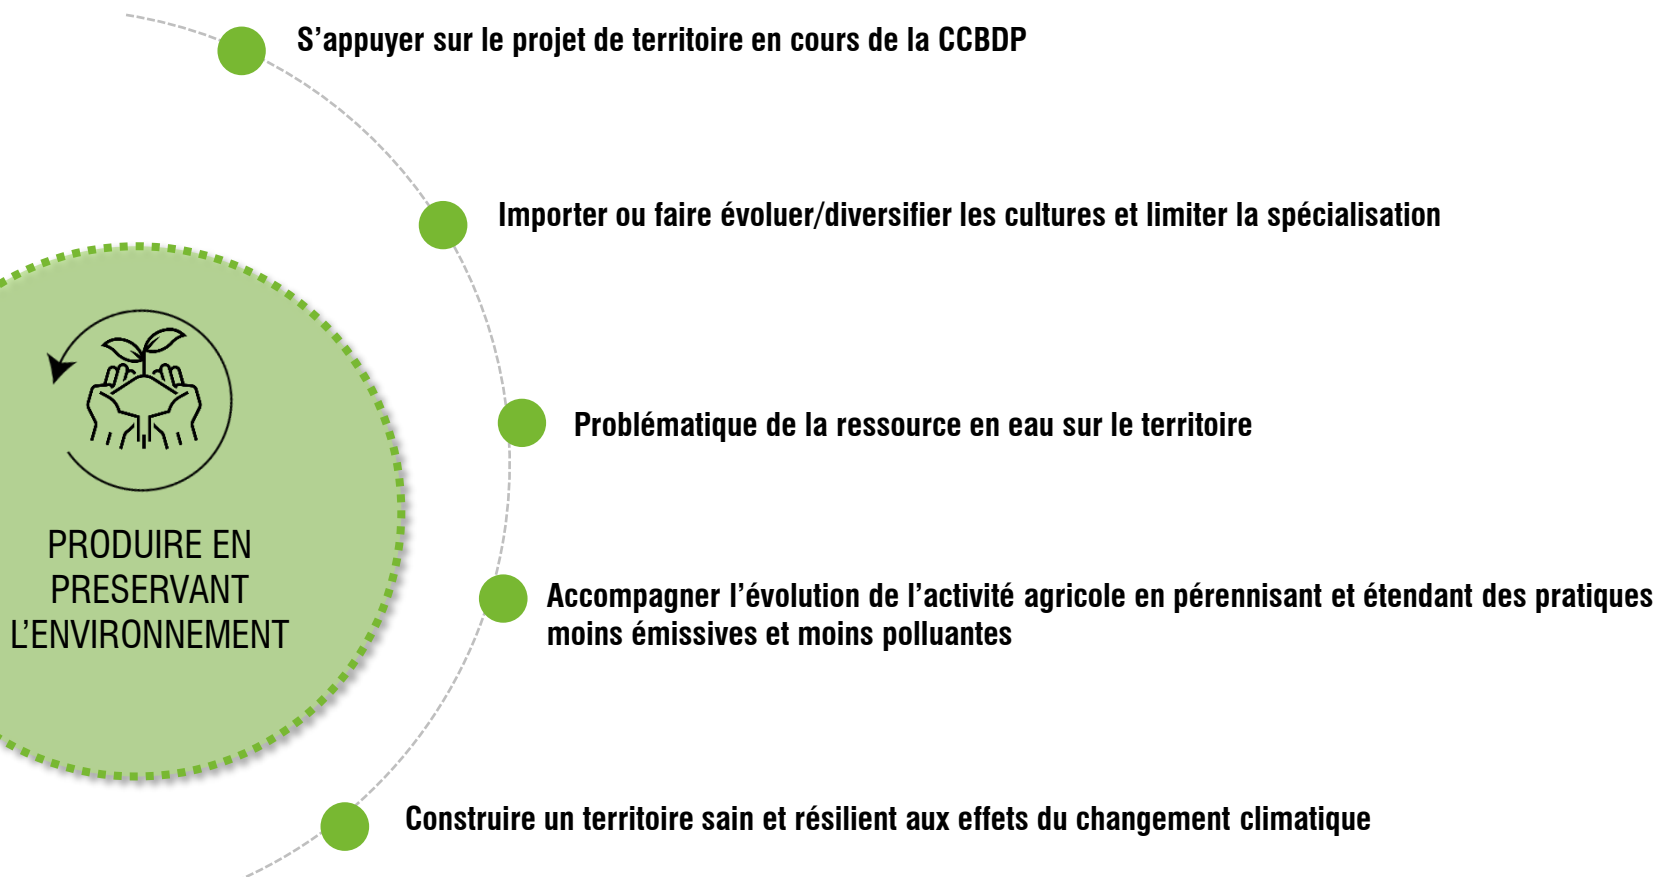 S'appuyer sur le projet de territoire en cours de la CCBDP
Importer ou faire évoluer/diversifier les cultures et limiter la spécialisation
Problématique de la ressource en eau sur le territoire
PRODUIRE EN
PRESERVANT
L'ENVIRONNEMENT
Accompagner l'évolution de l'activité agricole en pérennisant et étendant des pratiques
moins émissives et moins polluantes
Construire un territoire sain et résilient aux effets du changement climatique